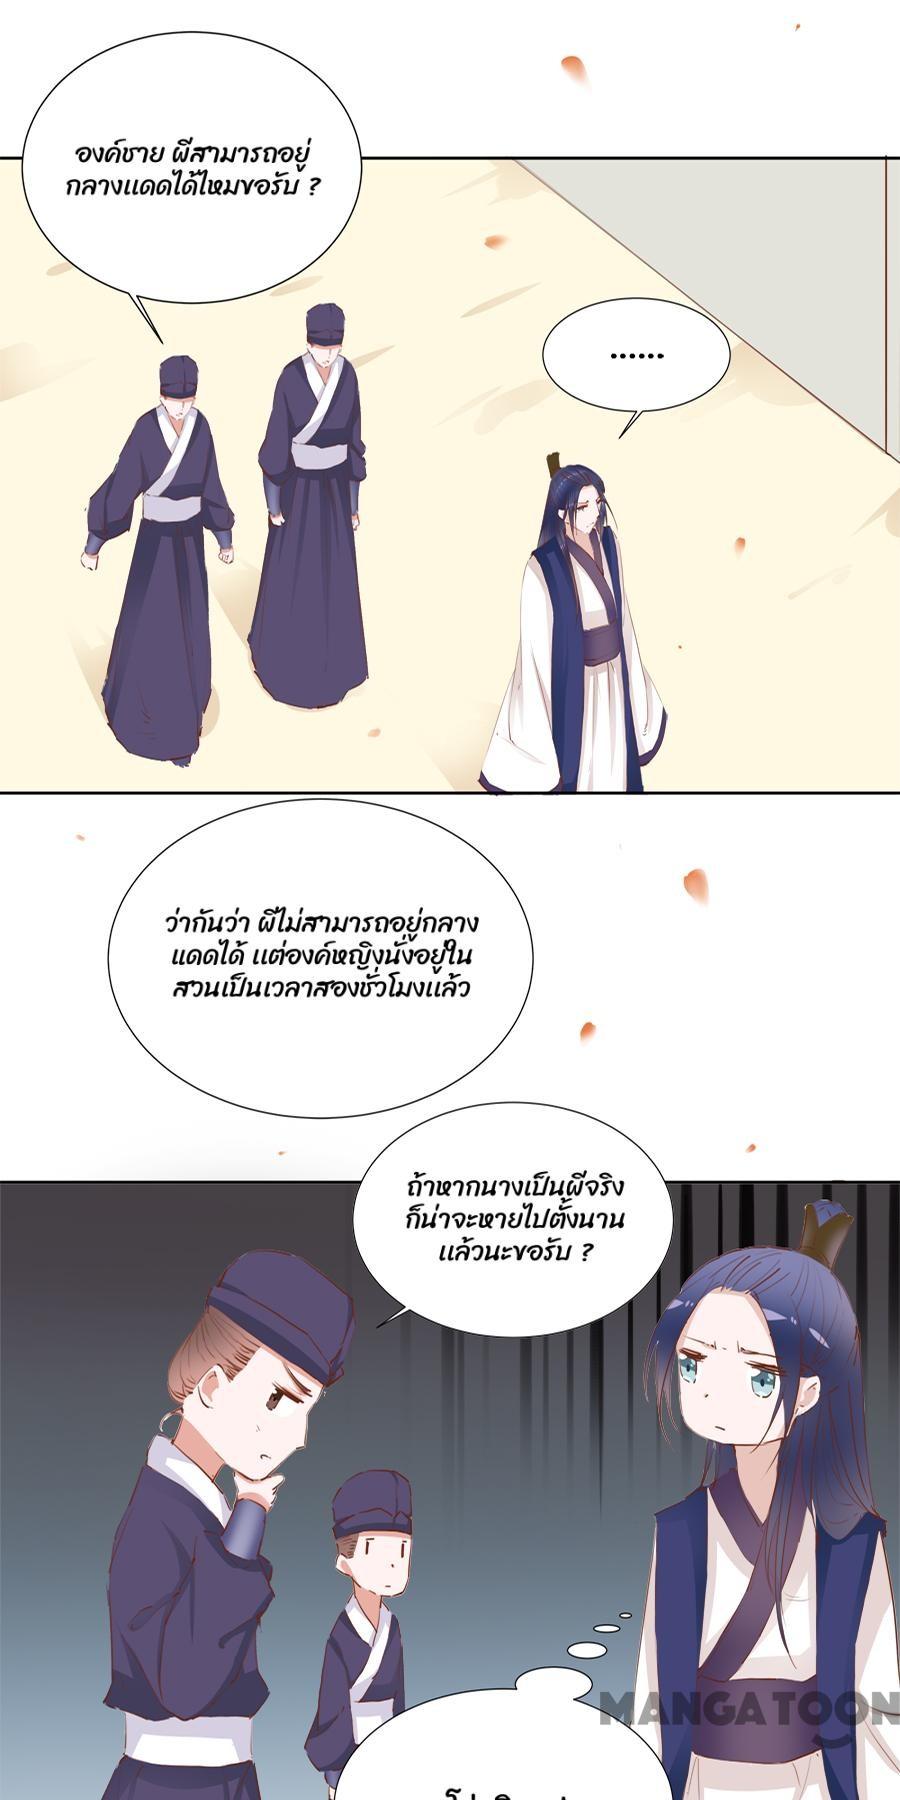 องค์ชาย ผีสามารถอยู่
กลางแดดได้ไหมขอรับ ?
......
ว่ากันว่า ผีไม่สามารถอยู่กลาง
แดดได้ แต่องค์หญิงนั่งอยู่ใน
สวนเป็นเวลาสองชั่วโมงแล้ว
ถ้าหากนางเป็นผีจริง
ก็น่าจะหายไปตั้งนาน
แล้วนะขอรับ ?
MANGATOON